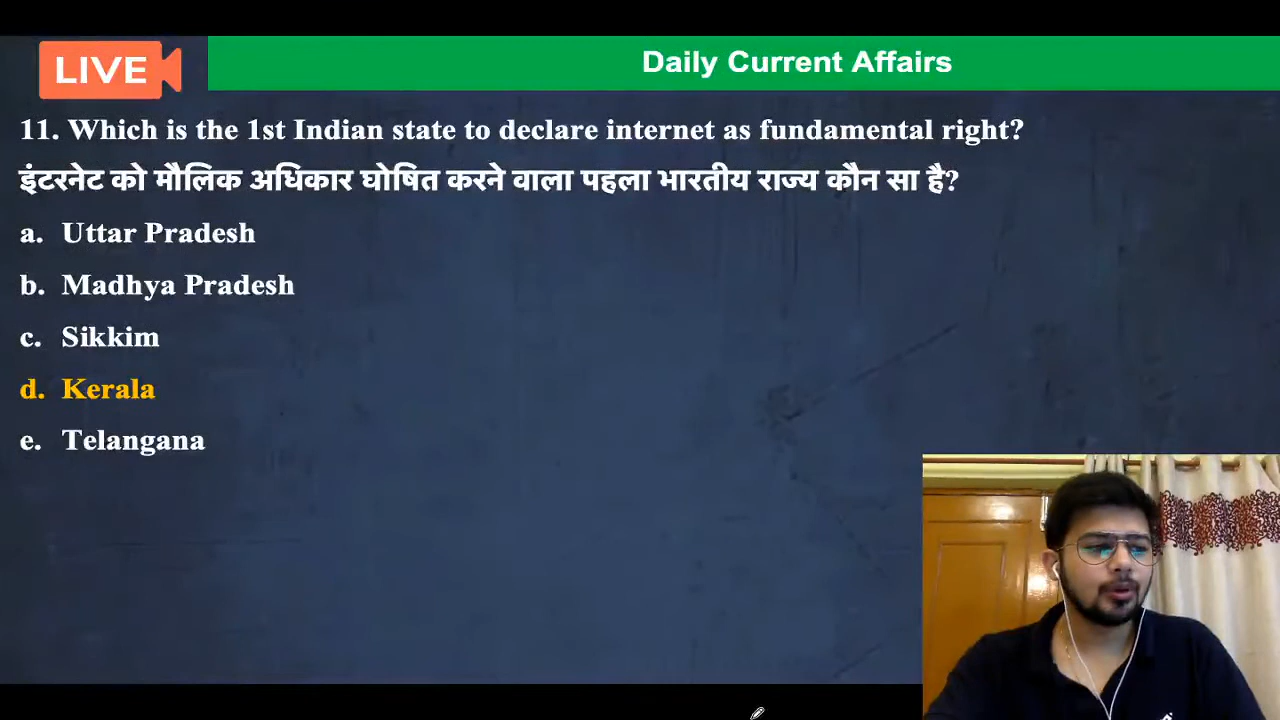 LIVE
Daily Current Affairs
11. Which is the 1st Indian state to declare internet as fundamental right?
इंटरनेट को मौलिक अधिकार घोषित करने वाला पहला भारतीय राज्य कौन सा है?
a. Uttar Pradesh
b. Madhya Pradesh
c. Sikkim
d. Kerala
e. Telangana